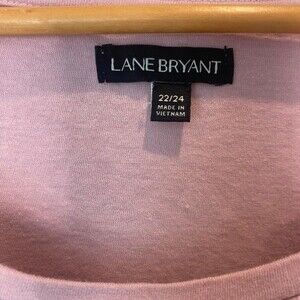 LANE BRYANT
22/24
MADE IN
VIETNAM